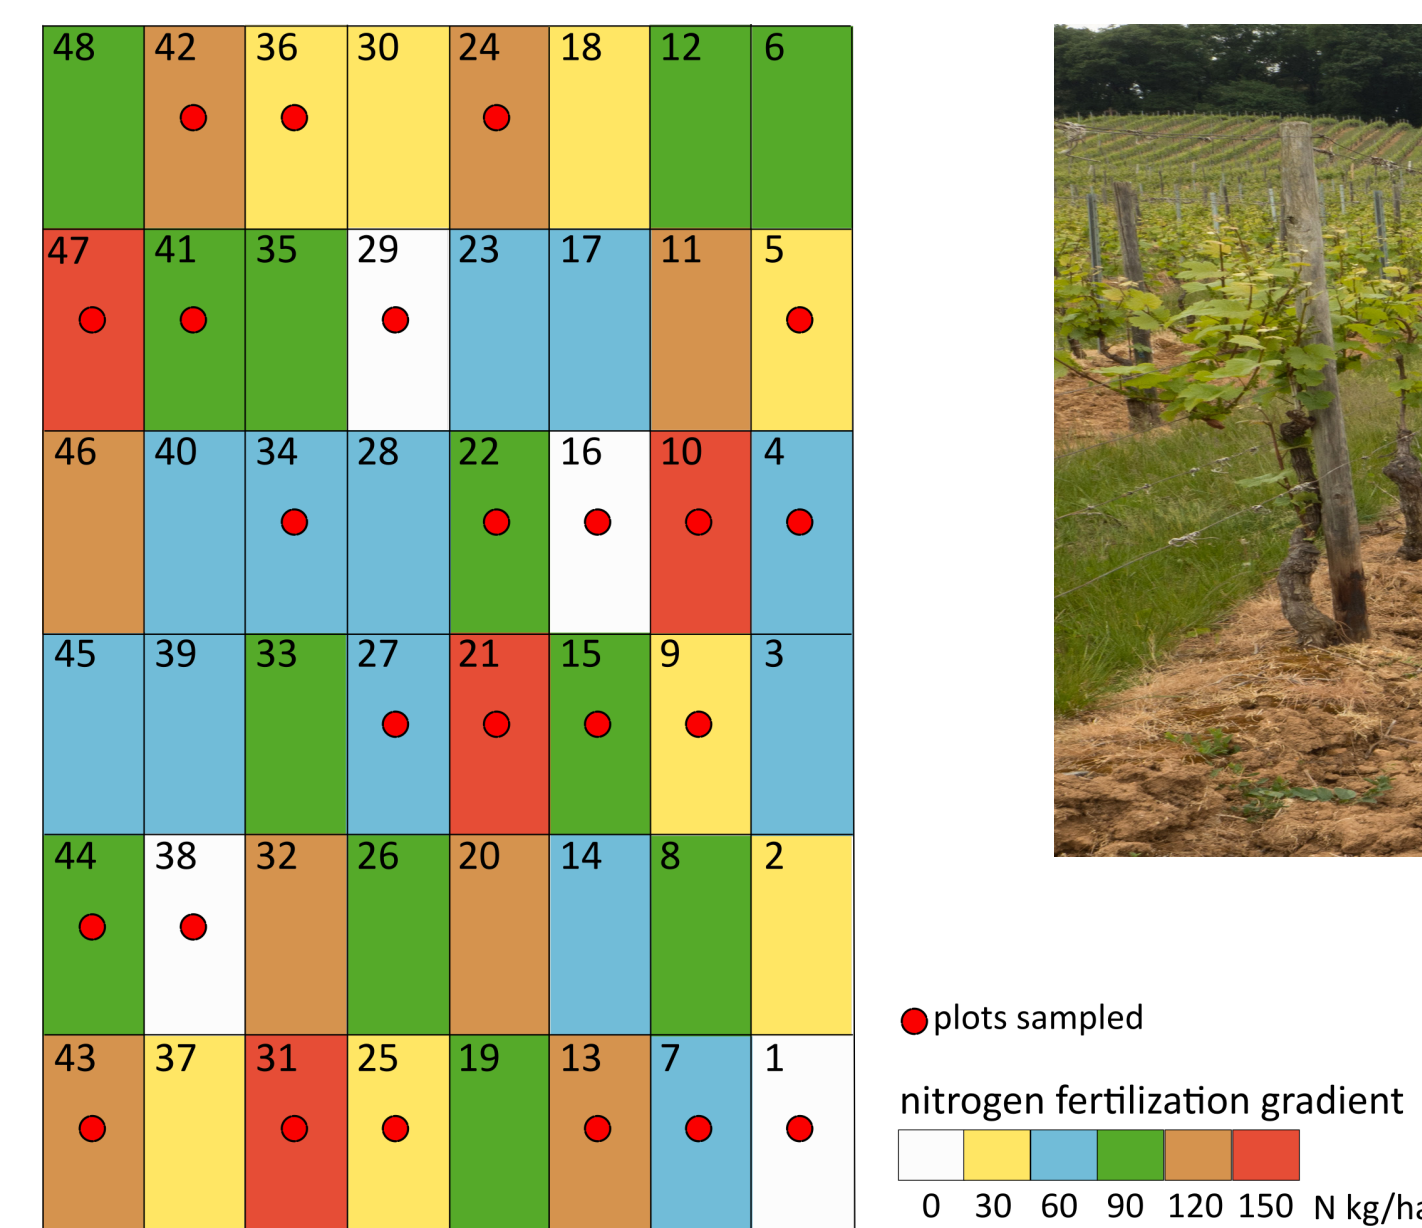 48 42 36 30 24 18 12 6
47 41 35 29 23 17 11 5
46 40 34 28 22 16 10 4
45 39 33 27 21 15 9 3
44 38 32 26 20 14 8 2
43 37 31 25 19 13 7 1
plots sampled
nitrogen fertilization gradient
0 30 60 90 120 150 N kg/ha